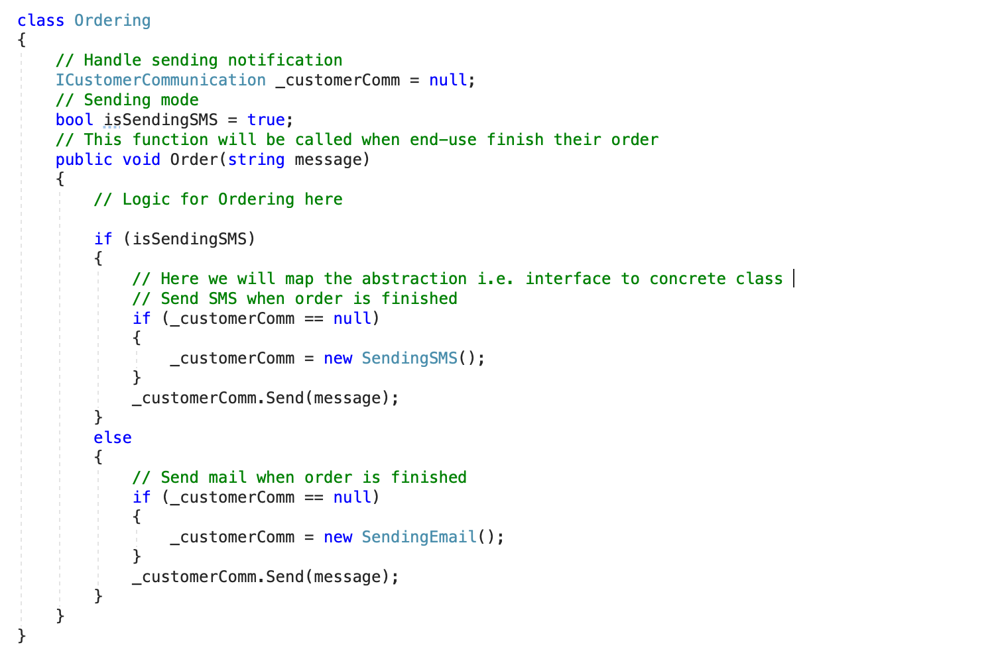 class Ordering
{
    // Handle sending notification
    ICustomerCommunication _customerComm = null;
    // Sending mode
    bool isSendingSMS = true;
    // This function will be called when end-use finish their order
    public void Order(string message)
    {
        // Logic for Ordering here

        if (isSendingSMS)
        {
            // Here we will map the abstraction i.e. interface to concrete class
            // Send SMS when order is finished
            if (_customerComm == null)
            {
                _customerComm = new SendingSMS();
            }
            _customerComm.Send(message);
        }
        else
        {
            // Send mail when order is finished
            if (_customerComm == null)
            {
                _customerComm = new SendingEmail();
            }
            _customerComm.Send(message);
        }
    }
}